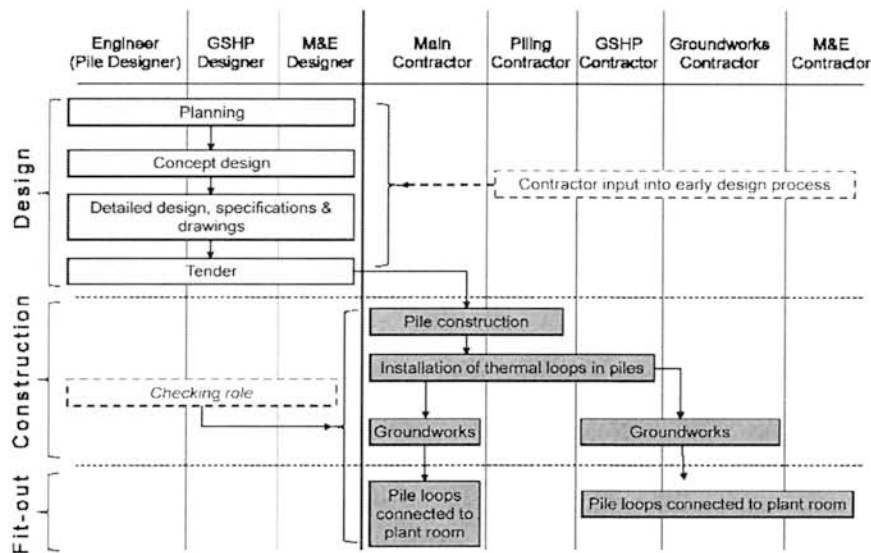 Engineer
(Pile Designer)
GSHP
Designer
M&E
Designer
Main
Contractor
Piling
Contractor
GSHP
Contractor
Groundworks
Contractor
M&E
Contractor
Design
Planning
Concept design
Detailed design, specifications &
drawings
Tender
Contractor input into early design process
Construction
Pile construction
Installation of thermal loops in piles
Checking role
Groundworks
Groundworks
Fit-out
Pile loops
connected to
plant room
Pile loops connected to plant room